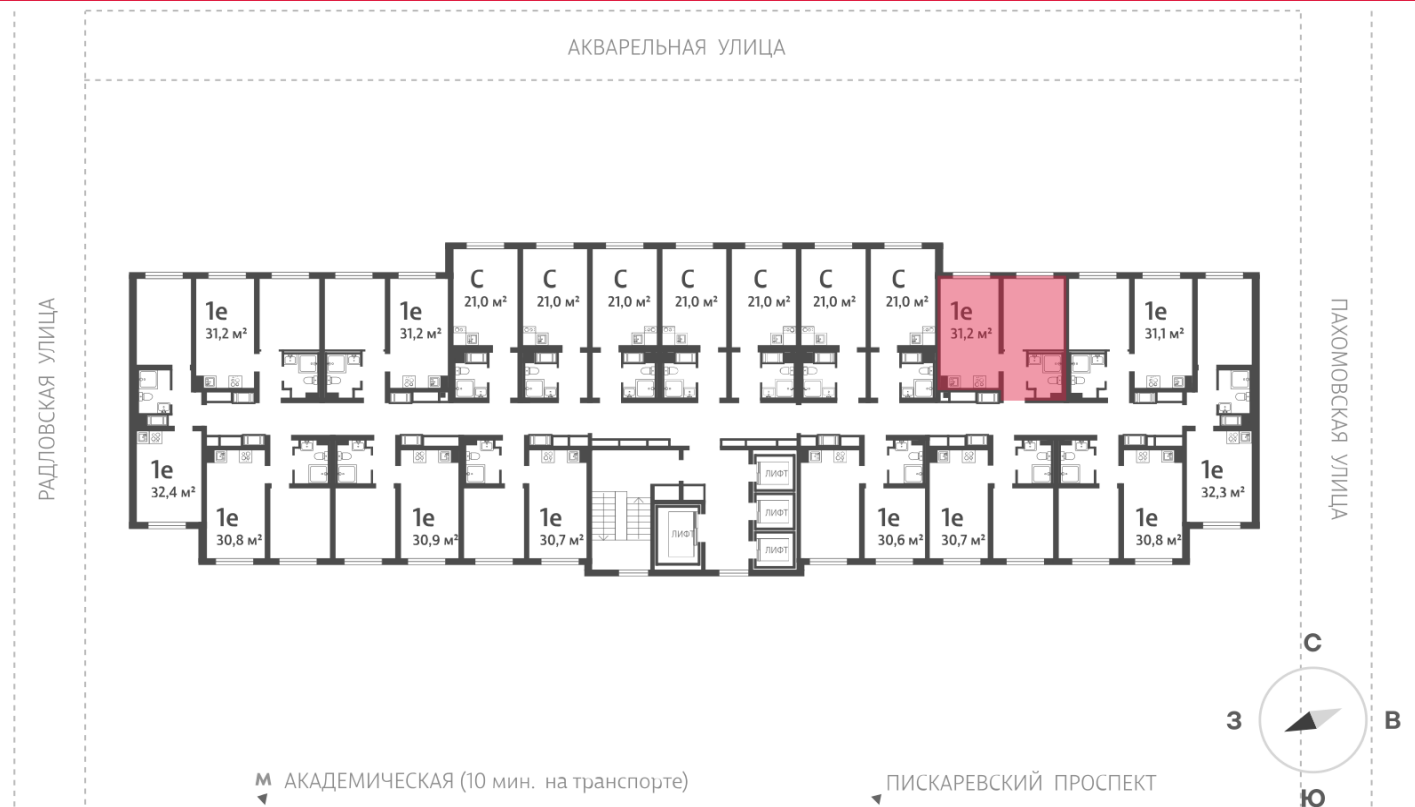 АКВАРЕЛЬНАЯ УЛИЦА
РАДЛОВСКАЯ УЛИЦА
ПАХОМОВСКАЯ УЛИЦА
С
21,0 м²
С
21,0 м²
С
21,0 м²
С
21,0 м²
С
21,0 м²
С
21,0 м²
С
21,0 м²
1е
31,2 м²
1е
31,2 м²
1е
31,2 м²
1е
31,1 м²
1е
32,4 м²
1е
30,8 м²
1е
30,9 м²
1е
30,7 м²
ЛИФТ
ЛИФТ
ЛИФТ
ЛИФТ
1е
30,6 м²
1е
30,7 м²
1е
30,8 м²
1е
32,3 м²
С
З
В
Ю
М АКАДЕМИЧЕСКАЯ (10 мин. на транспорте)
ПИСКАРЕВСКИЙ ПРОСПЕКТ